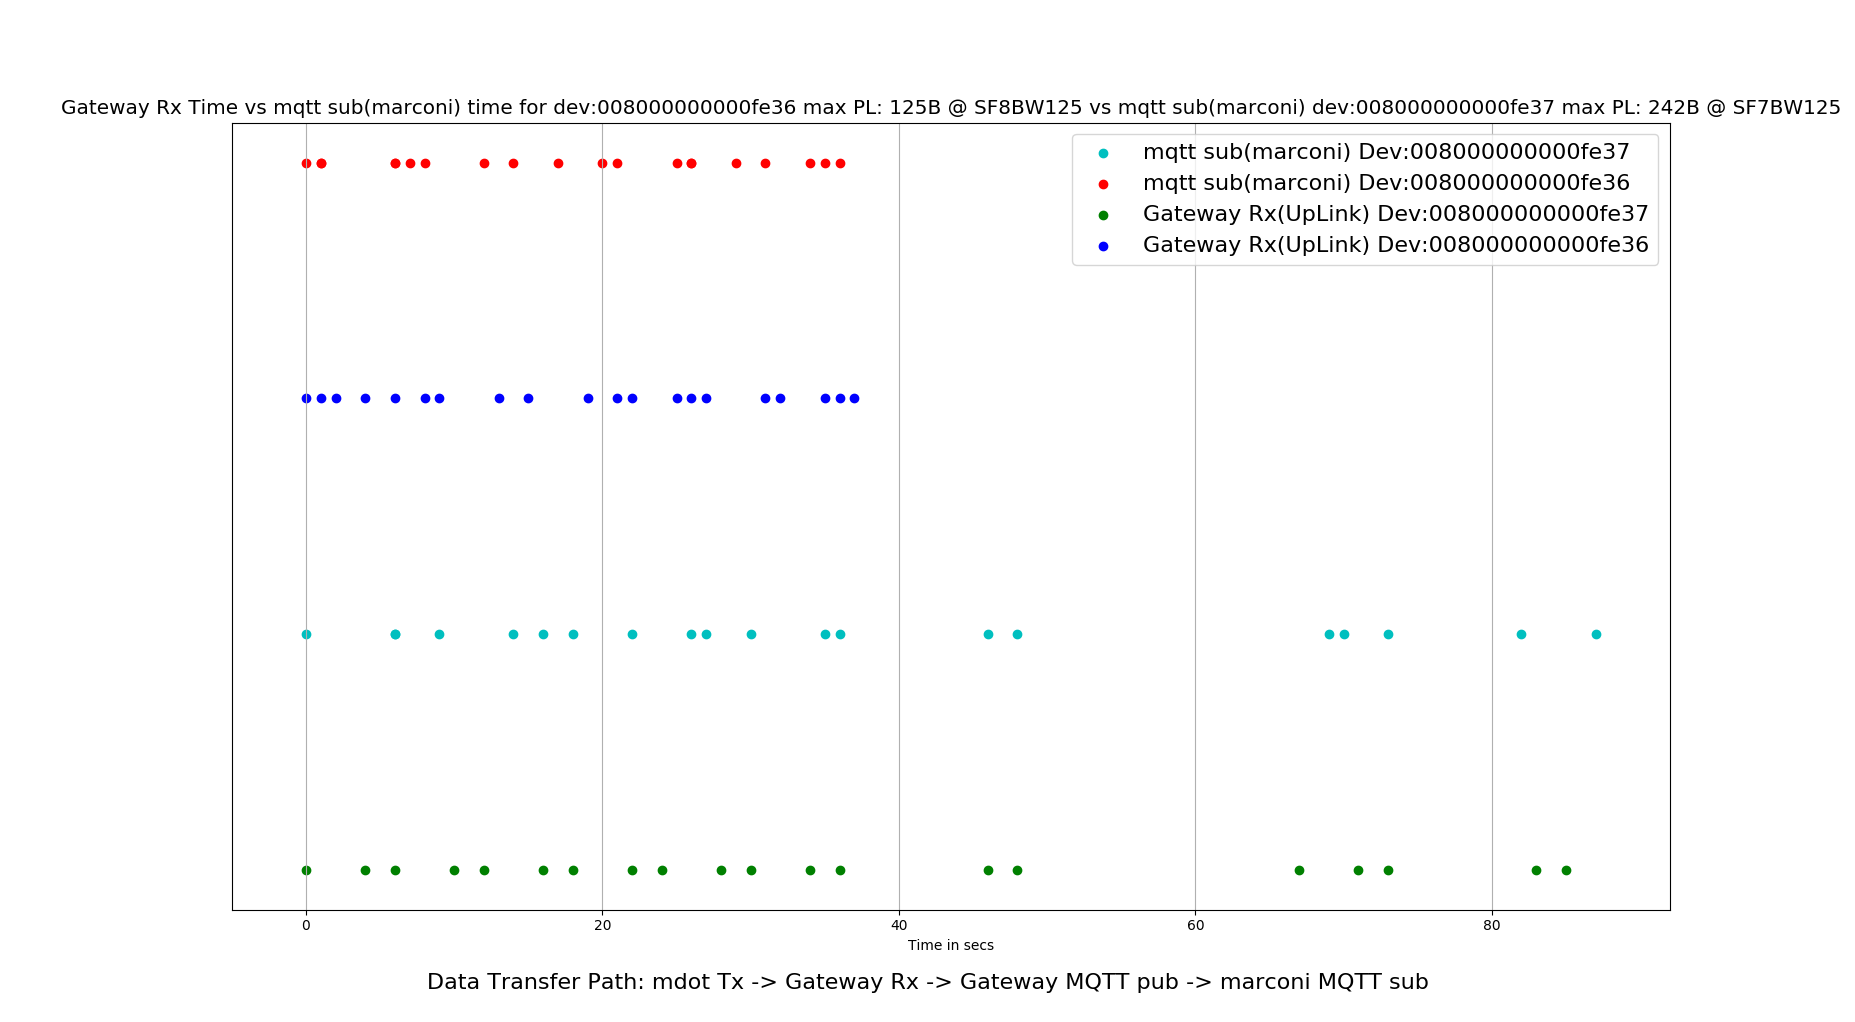 Gateway Rx Time vs mqtt sub(marconi) time for dev:008000000000fe36 max PL: 125B @ SF8BW125 vs mqtt sub(marconi) dev:008000000000fe37 max PL: 242B @ SF7BW125
mqtt sub(marconi) Dev:008000000000fe37
mqtt sub(marconi) Dev:008000000000fe36
Gateway Rx(UpLink) Dev:008000000000fe37
Gateway Rx(UpLink) Dev:008000000000fe36
0 20 40 60 80
Time in secs
Data Transfer Path: mdot Tx -> Gateway Rx -> Gateway MQTT pub -> marconi MQTT sub